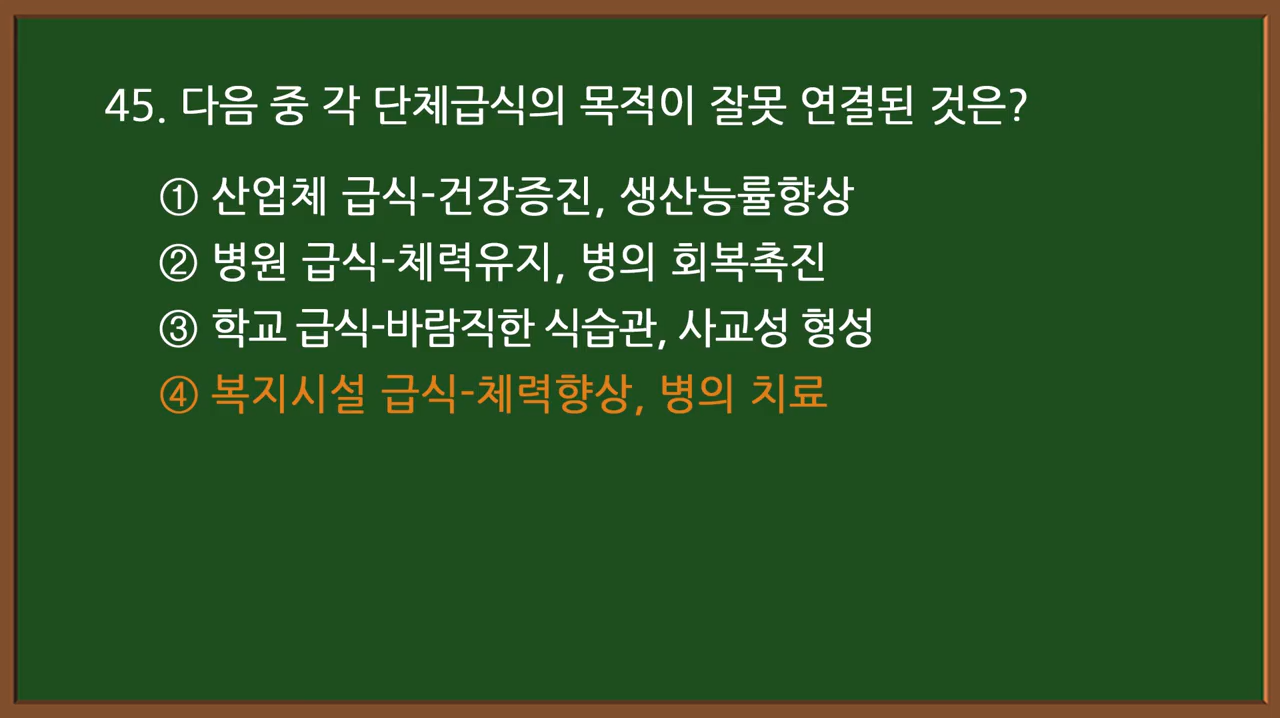 45. 다음 중 각 단체급식의 목적이 잘못 연결된 것은?
① 산업체 급식-건강증진, 생산능률향상
② 병원 급식-체력유지, 병의 회복촉진
③ 학교 급식-바람직한 식습관, 사교성 형성
④ 복지시설 급식-체력향상, 병의 치료